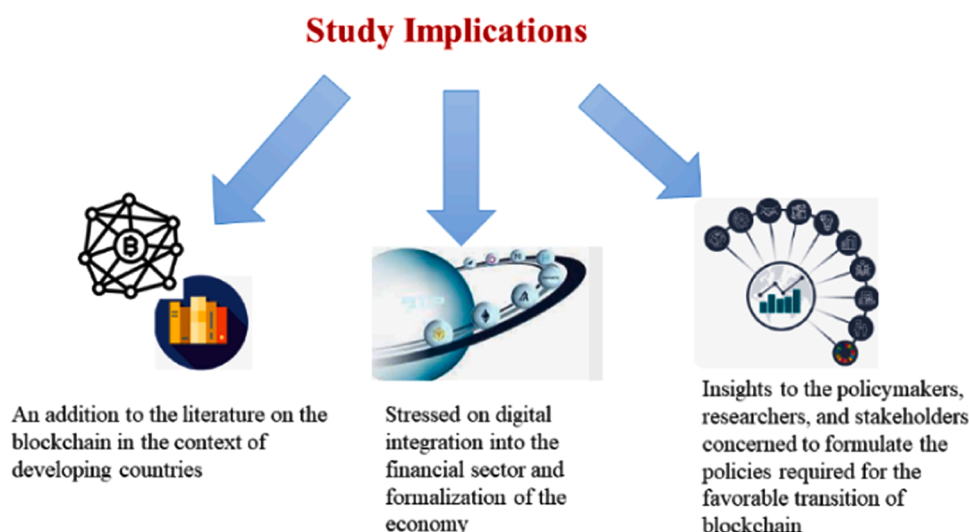 Study Implications
An addition to the literature on the
blockchain in the context of
developing countries
Stressed on digital
integration into the
financial sector and
formalization of the
economy
Insights to the policymakers,
researchers, and stakeholders
concerned to formulate the
policies required for the
favorable transition of
blockchain